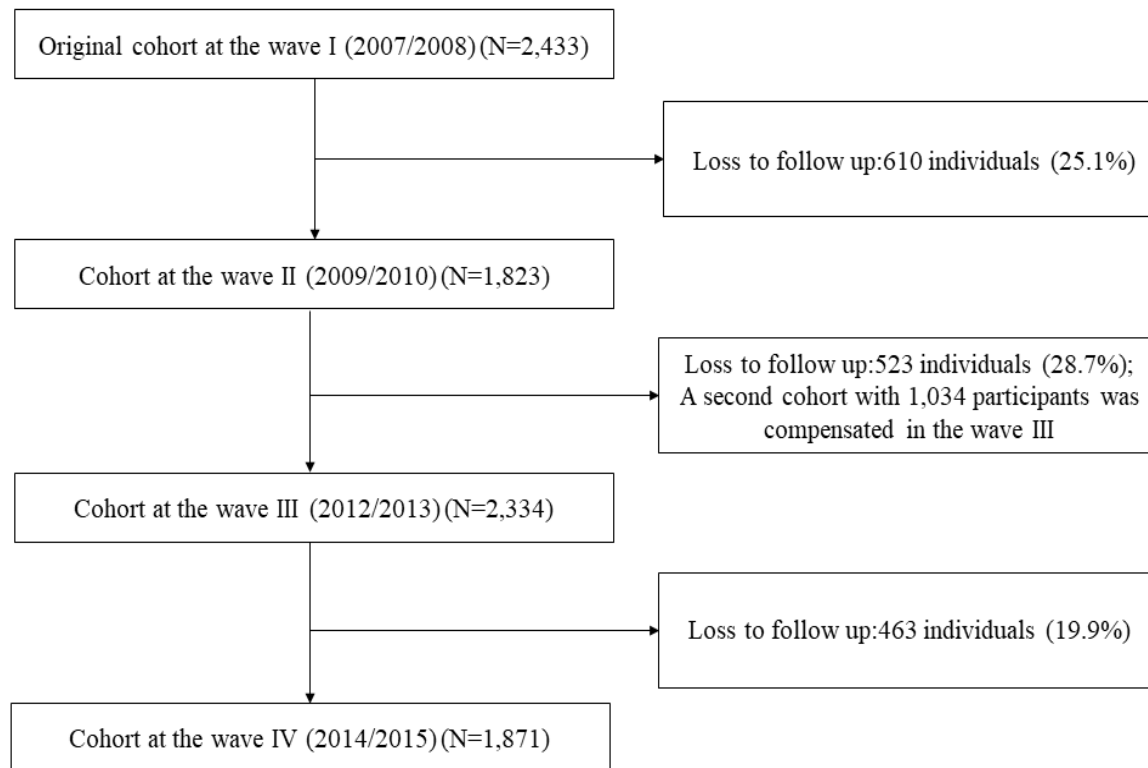 Original cohort at the wave I (2007/2008)(N=2,433)
Loss to follow up:610 individuals (25.1%)
Cohort at the wave II (2009/2010)(N=1,823)
Loss to follow up:523 individuals (28.7%);
A second cohort with 1,034 participants was
compensated in the wave III
Cohort at the wave III (2012/2013)(N=2,334)
Loss to follow up:463 individuals (19.9%)
Cohort at the wave IV (2014/2015)(N=1,871)